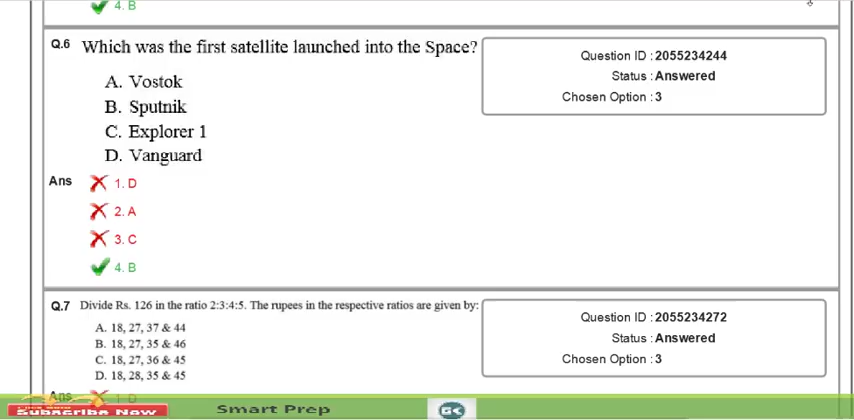 4. B
Q.6 Which was the first satellite launched into the Space?
A. Vostok
B. Sputnik
C. Explorer 1
D. Vanguard
Question ID : 2055234244
Status : Answered
Chosen Option : 3
Ans 1. D
2. A
3. C
4. B
Q.7 Divide Rs. 126 in the ratio 2:3:4:5. The rupees in the respective ratios are given by:
A. 18, 27, 37 & 44
B. 18, 27, 35 & 46
C. 18, 27, 36 & 45
D. 18, 28, 35 & 45
Question ID : 2055234272
Status : Answered
Chosen Option : 3
Ans 1. D
Subscribe Now
Smart Prep
GK